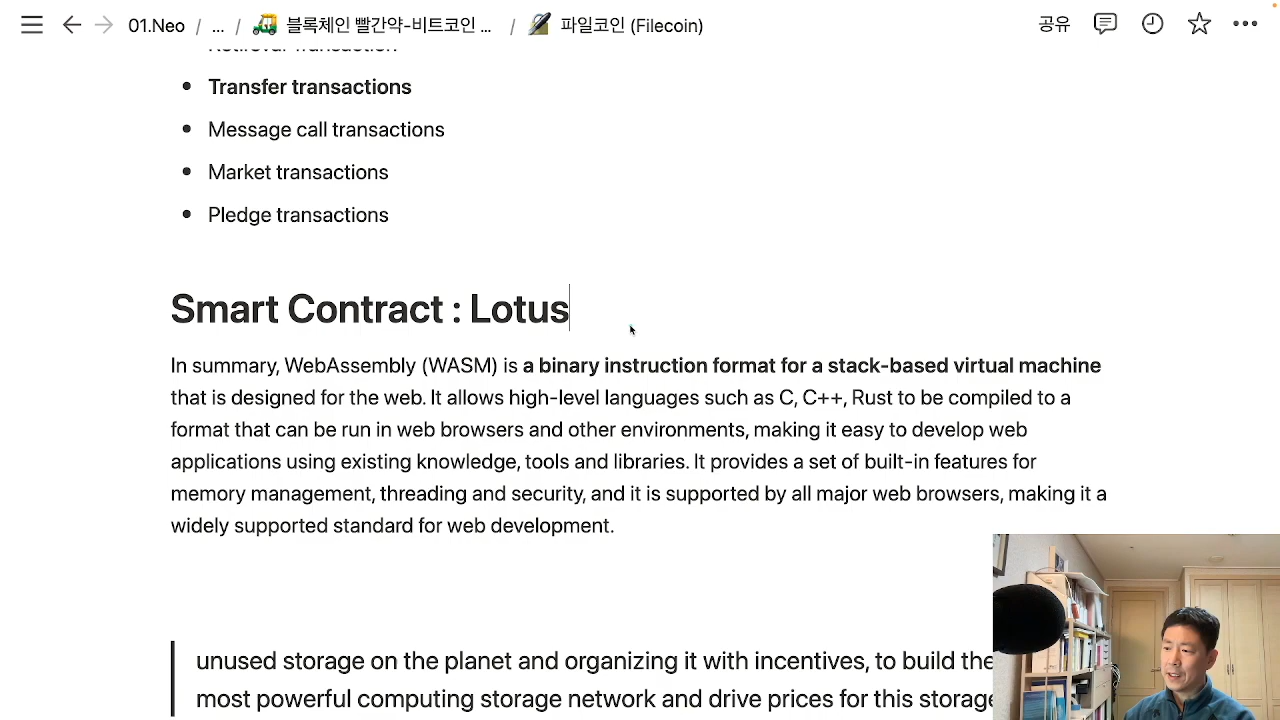 01.Neo / ... / 블록체인 빨간약-비트코인 ... / 파일코인 (Filecoin) 공유
Retrieval transaction
Transfer transactions
Message call transactions
Market transactions
Pledge transactions
Smart Contract : Lotus
In summary, WebAssembly (WASM) is a binary instruction format for a stack-based virtual machine
that is designed for the web. It allows high-level languages such as C, C++, Rust to be compiled to a
format that can be run in web browsers and other environments, making it easy to develop web
applications using existing knowledge, tools and libraries. It provides a set of built-in features for
memory management, threading and security, and it is supported by all major web browsers, making it a
widely supported standard for web development.
unused storage on the planet and organizing it with incentives, to build the
most powerful computing storage network and drive prices for this storage